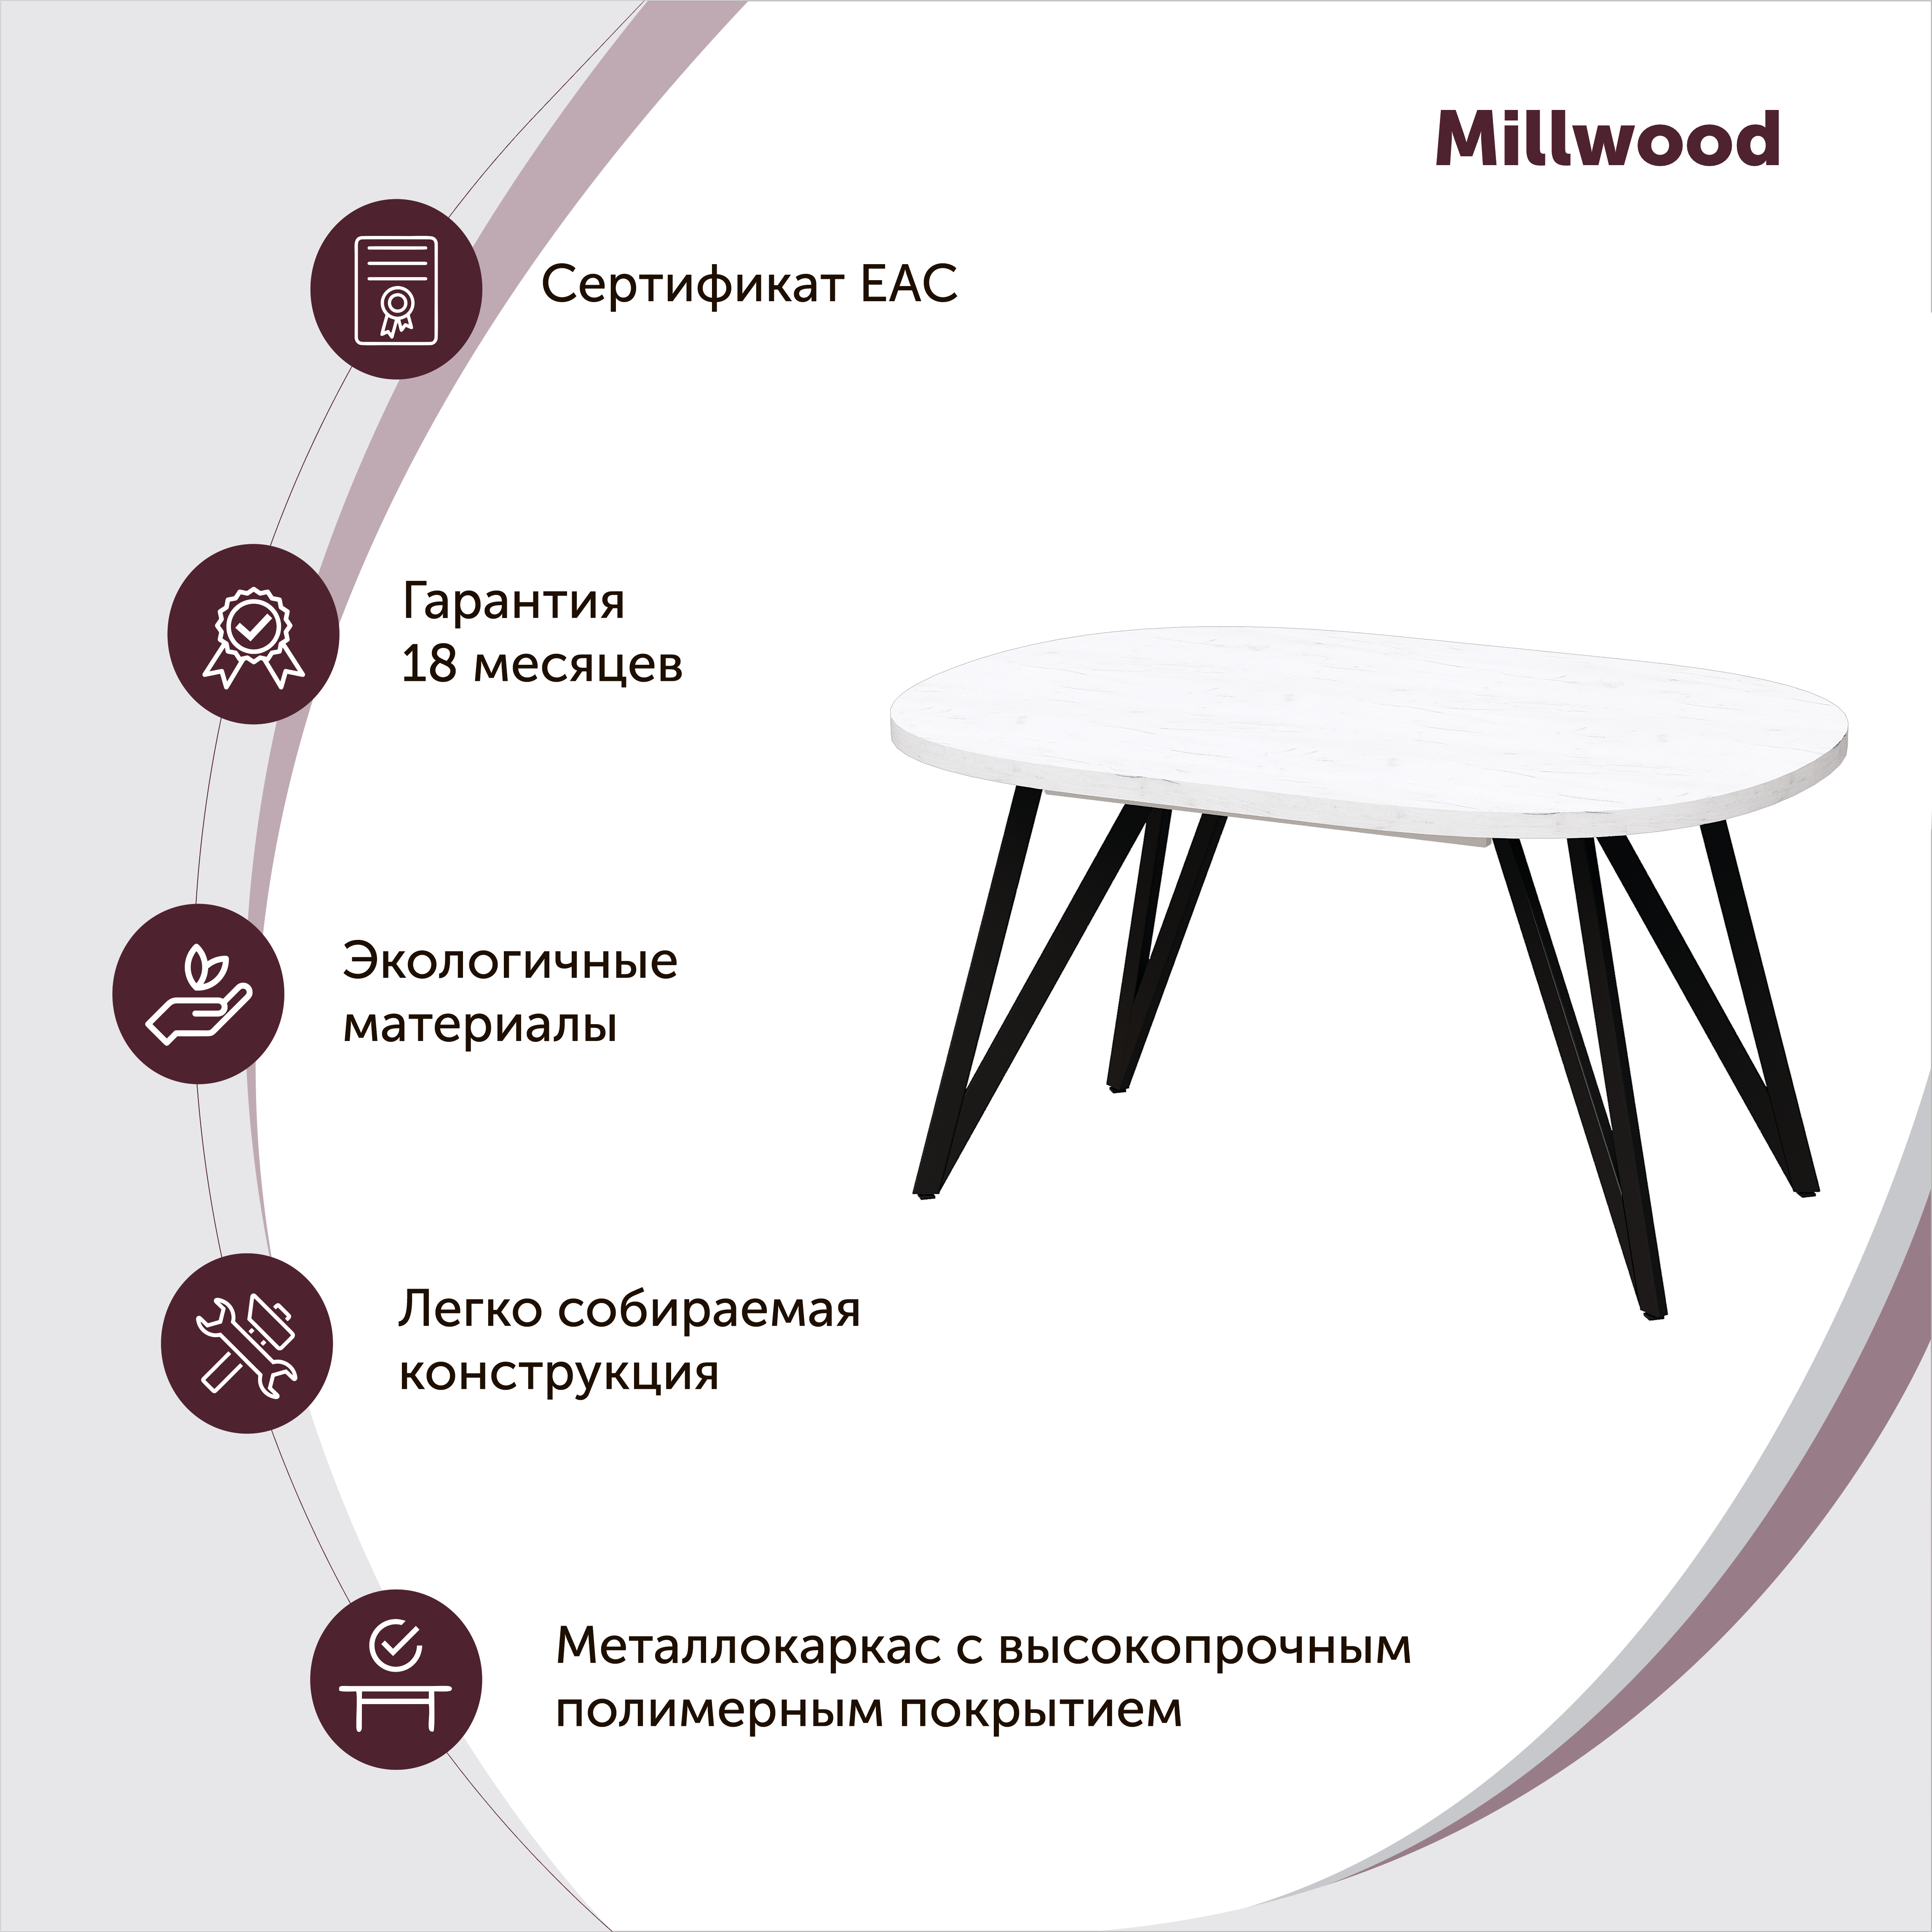 Millwood
Сертификат ЕАС
Гарантия
18 месяцев
Экологичные
материалы
Легко собираемая
конструкция
Металлокаркас с высокопрочным
полимерным покрытием